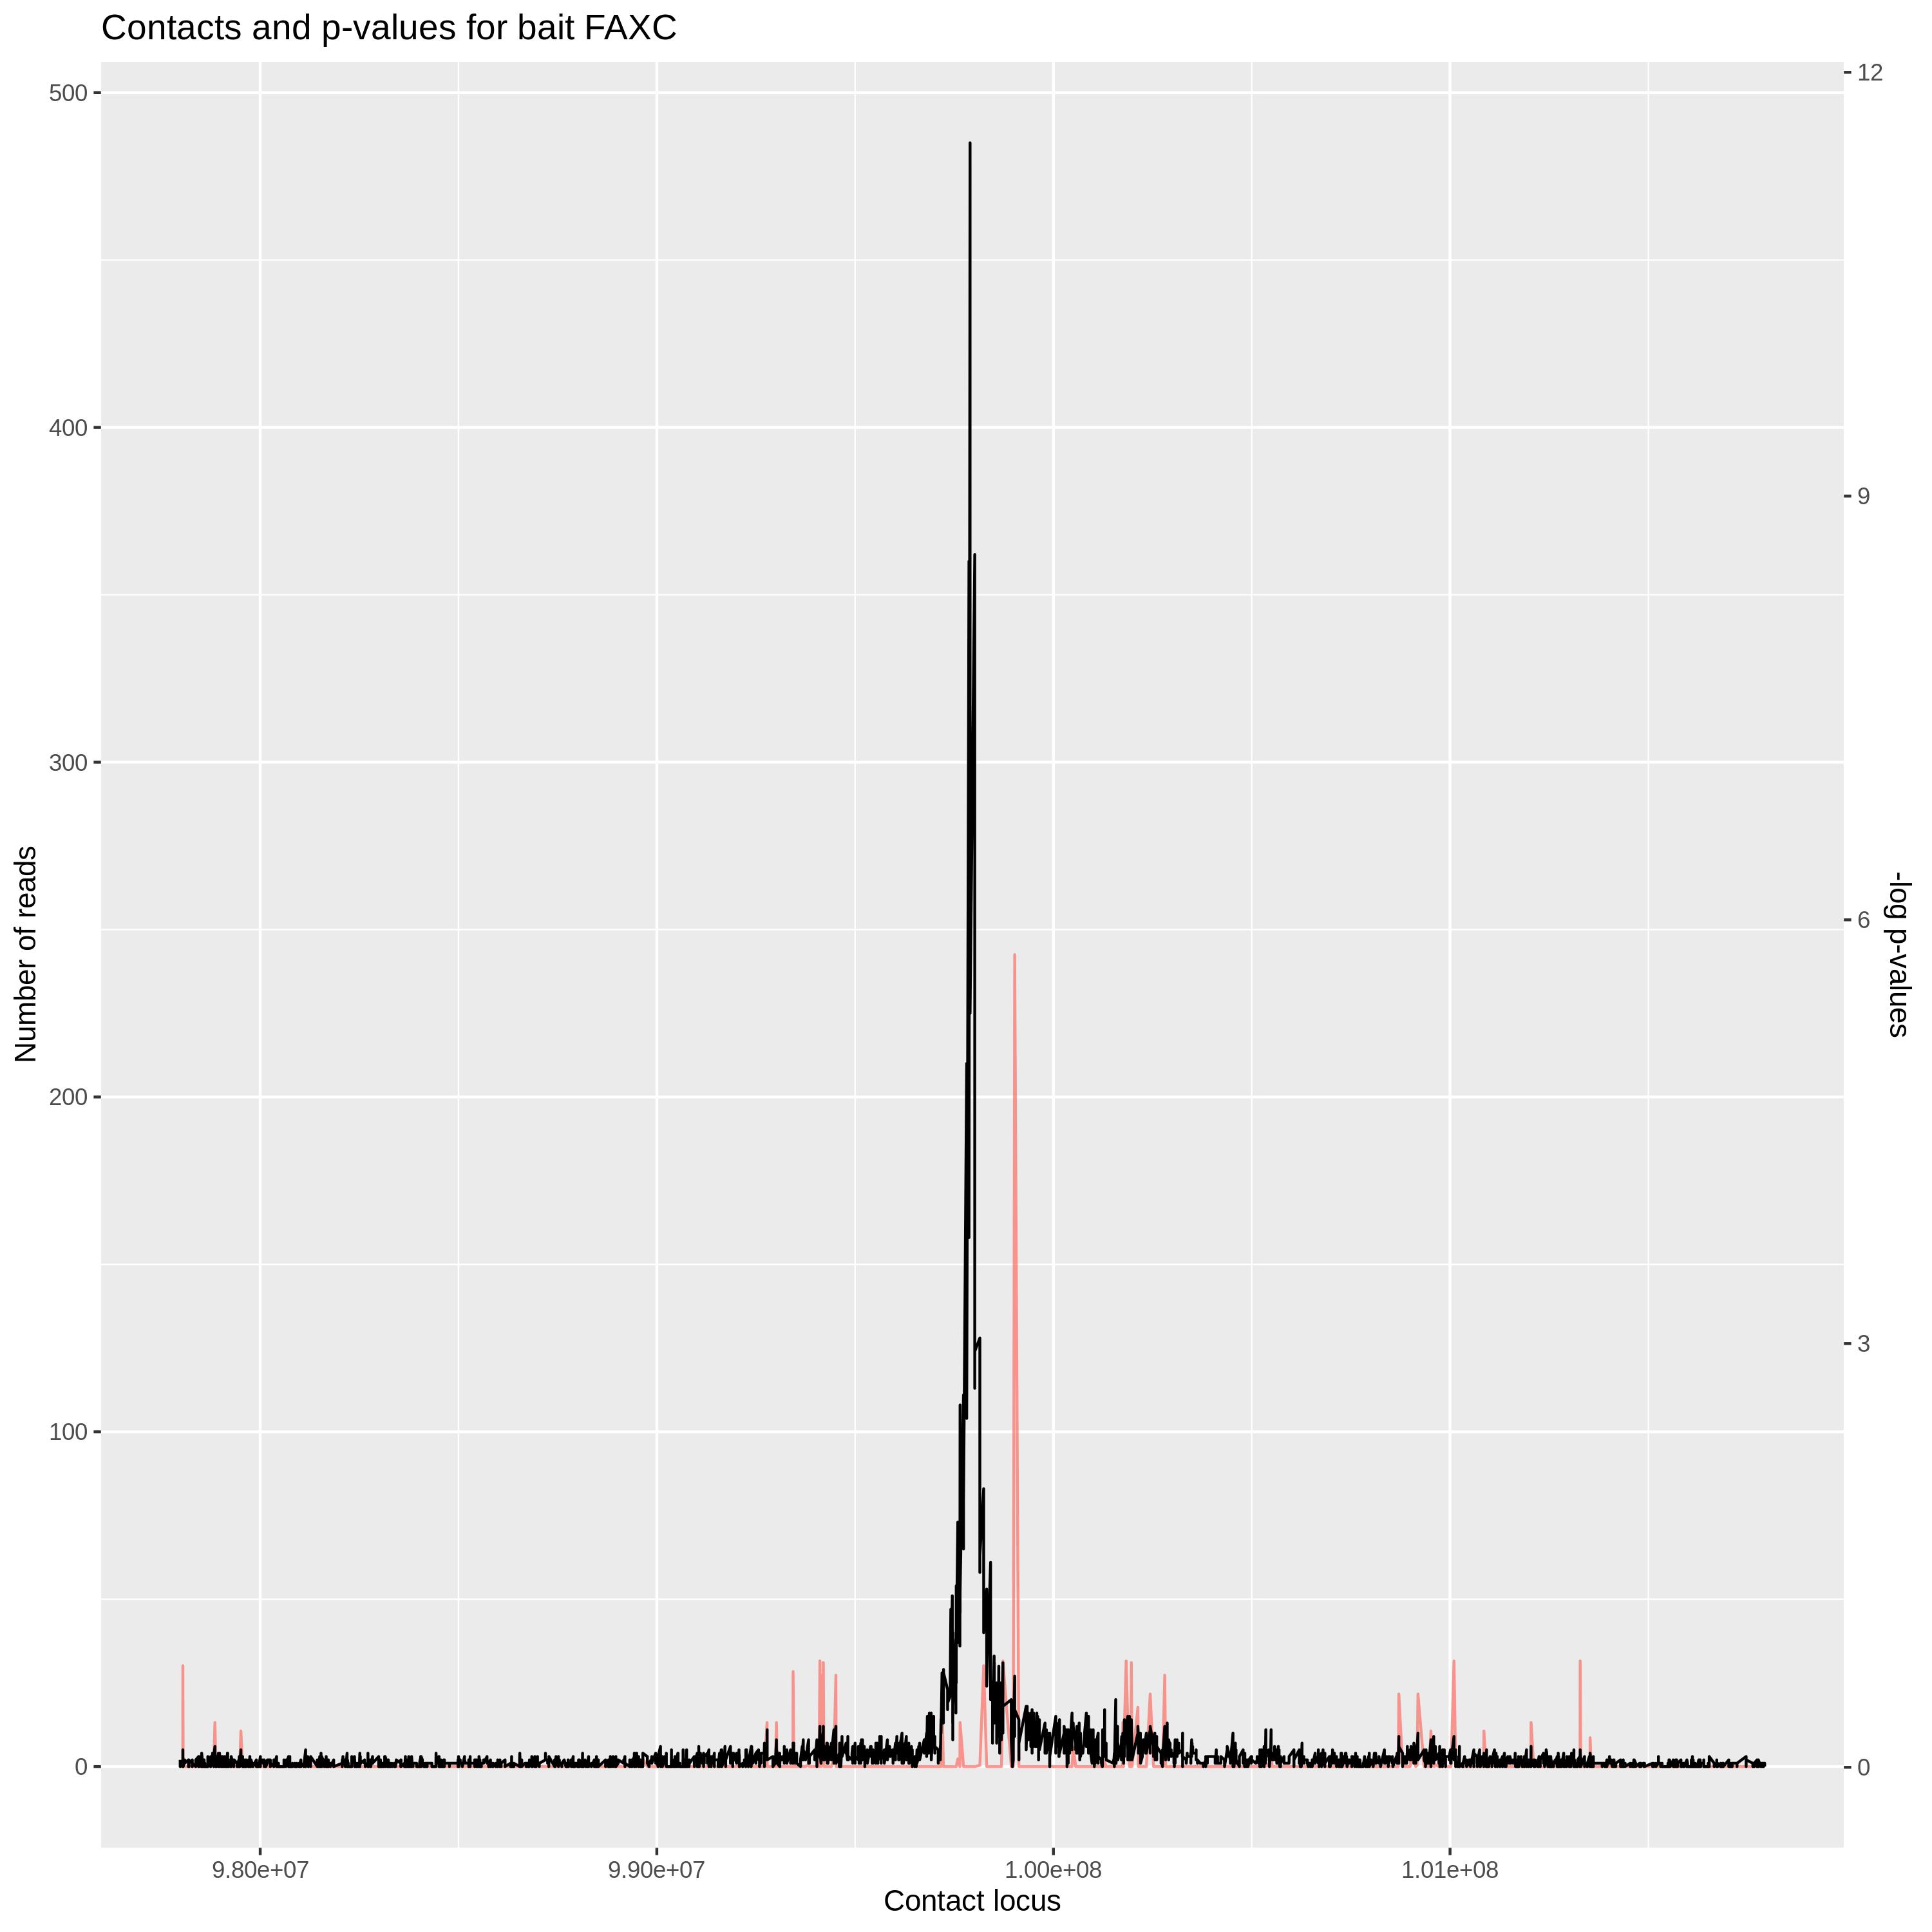 Contacts and p-values for bait FAXC
500
400
300
200
100
0
Number of reads
12
9
6
3
0
-log p-values
9.80e+07
9.90e+07
1.00e+08
1.01e+08
Contact locus